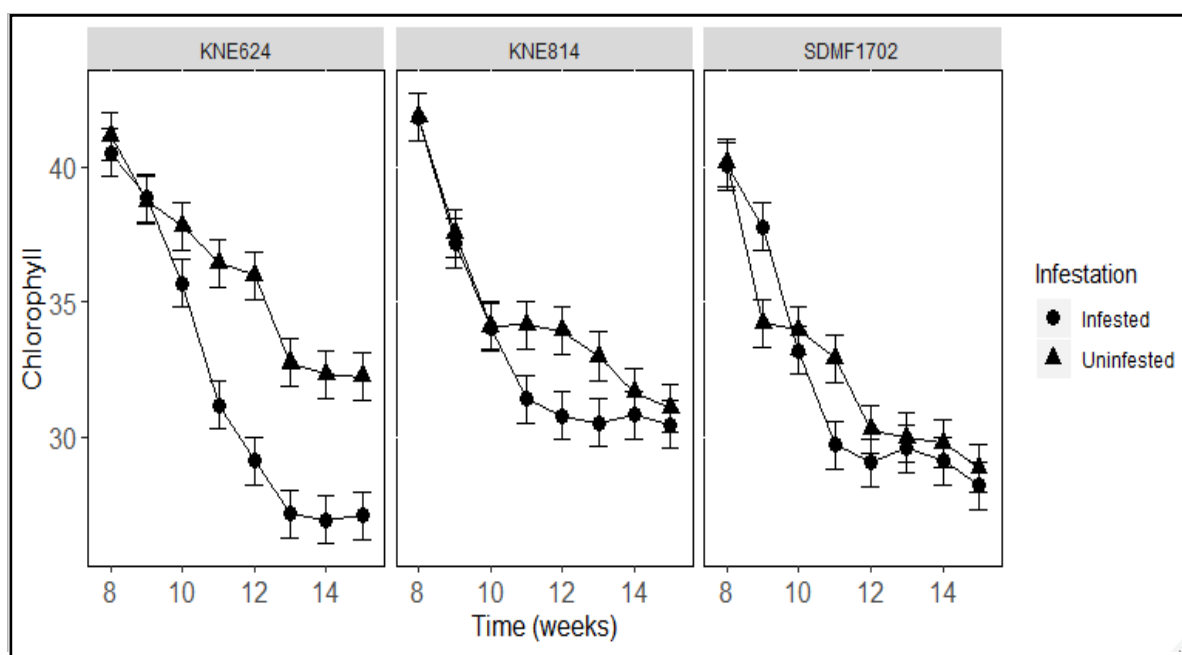 KNE624
KNE814
SDMF1702
Chlorophyll
40
35
30
8 10 12 14
8 10 12 14
8 10 12 14
Time (weeks)
Infestation
Infested
Uninfested